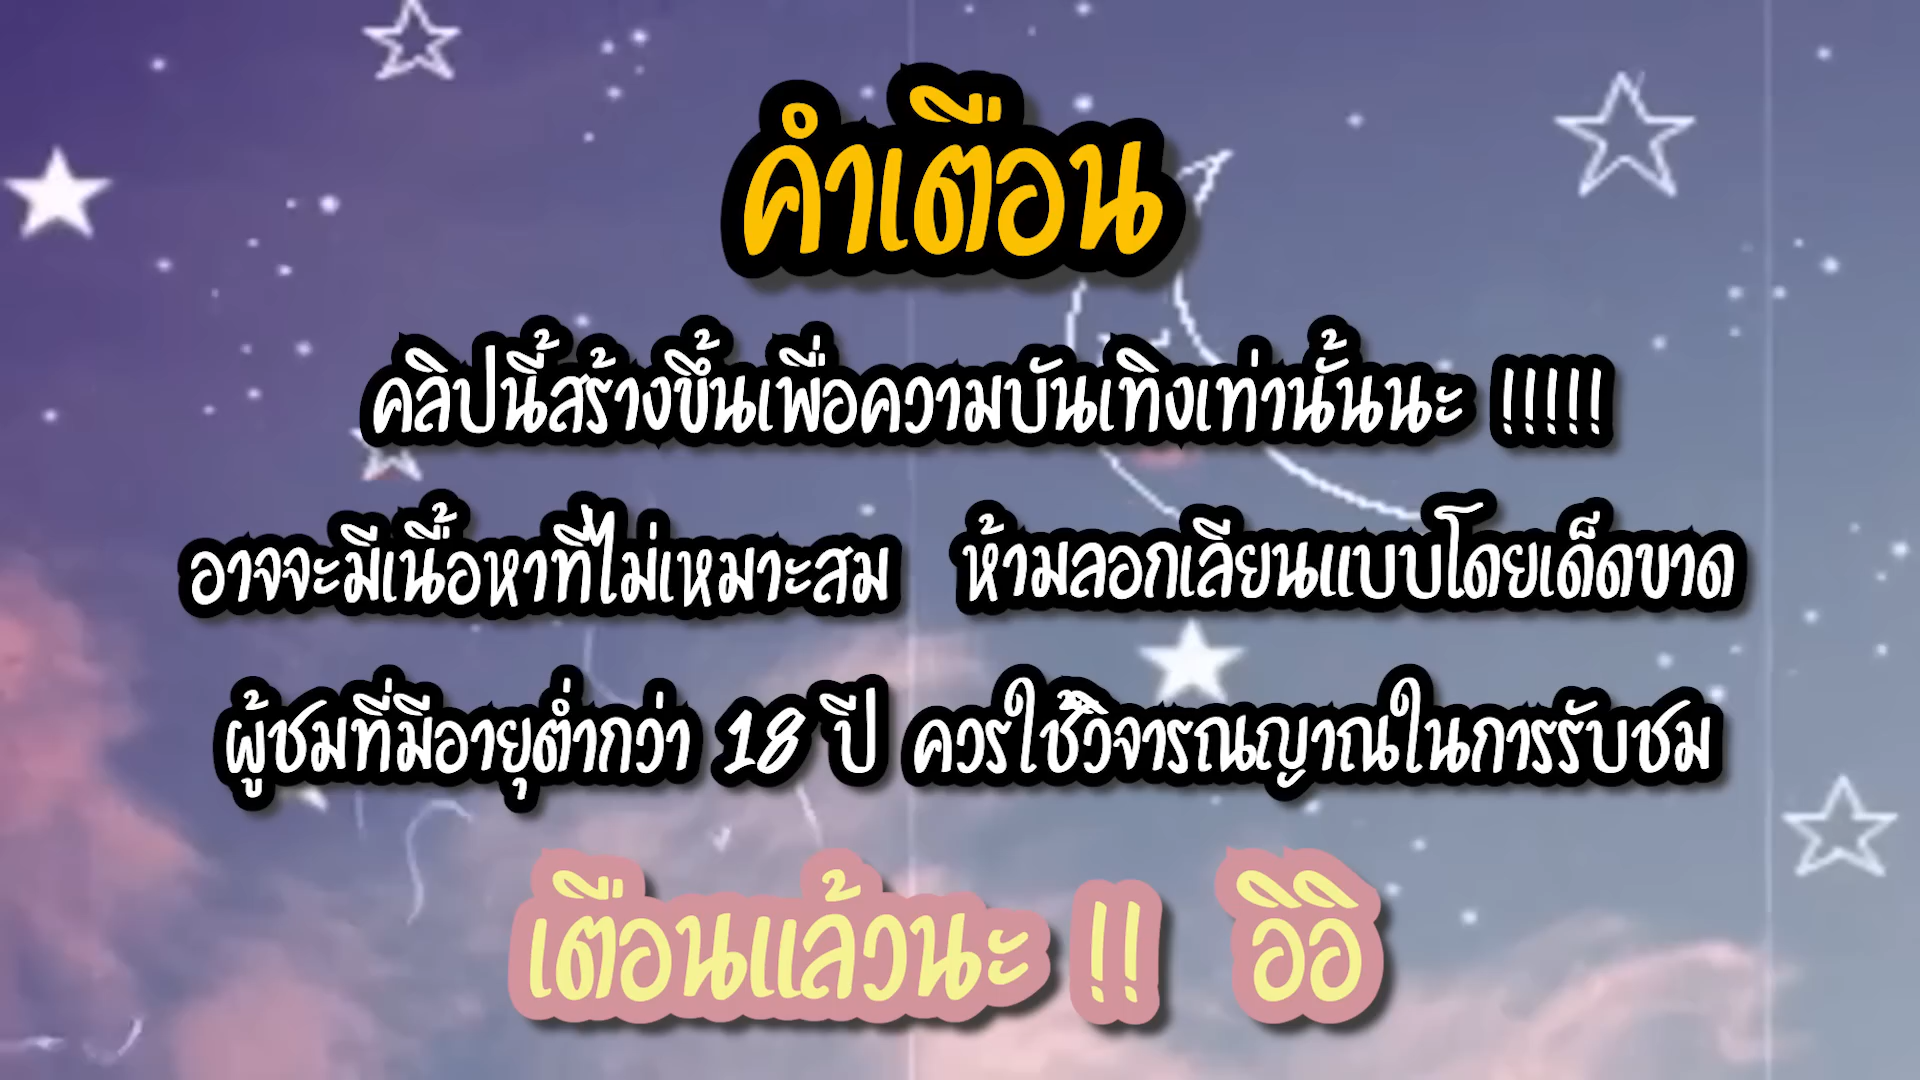 คำเตือน
คลิปนี้สร้างขึ้นเพื่อความบันเทิงเท่านั้นนะ !!!!!
อาจจะมีเนื้อหาที่ไม่เหมาะสม ห้ามลอกเลียนแบบโดยเด็ดขาด
ผู้ชมที่มีอายุต่ำกว่า 18 ปี ควรใช้วิจารณญาณในการรับชม
เตือนแล้วนะ !! อิอิ